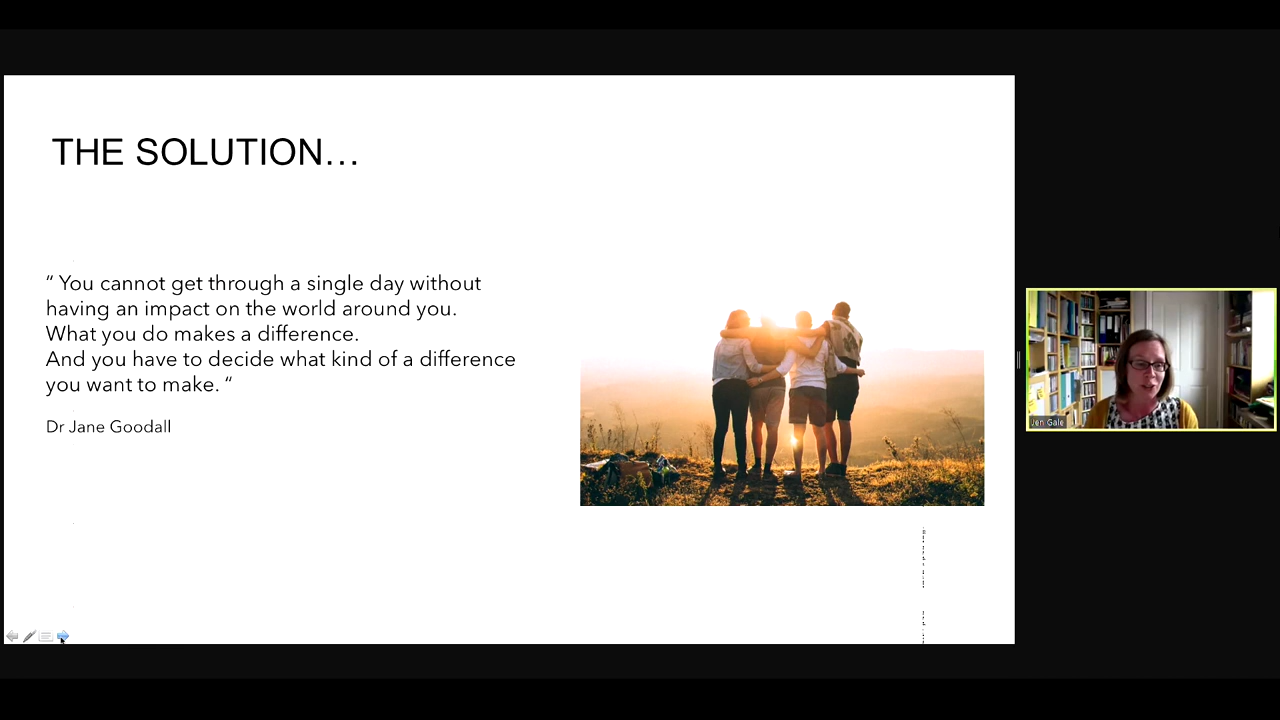 THE SOLUTION...
“ You cannot get through a single day without
having an impact on the world around you.
What you do makes a difference.
And you have to decide what kind of a difference
you want to make. “
Dr Jane Goodall
Jen Gale